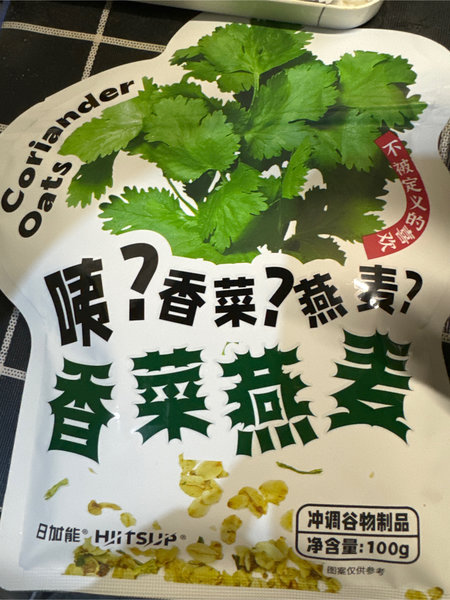 Coriander
Oats
不被定义的喜欢
咦?香菜?燕麦?
香菜燕麦
日加能® HIITSUP®
冲调谷物制品
净含量:100g
图案仅供参考